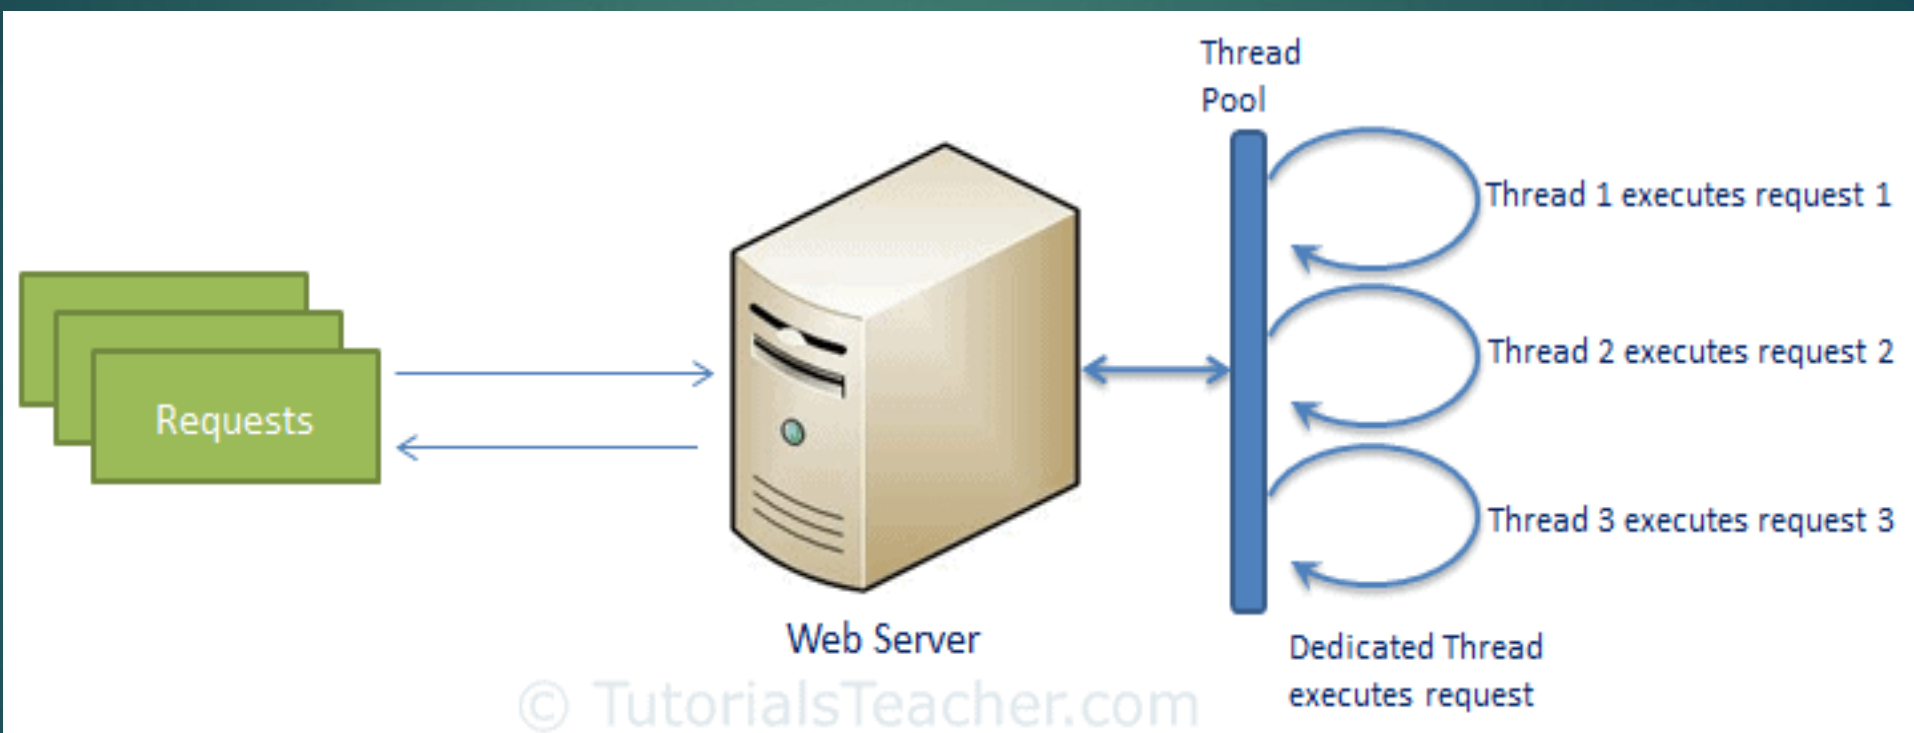 Thread
Pool
Thread 1 executes request 1
Thread 2 executes request 2
Requests
Thread 3 executes request 3
Web Server
Dedicated Thread
executes request
© TutorialsTeacher.com